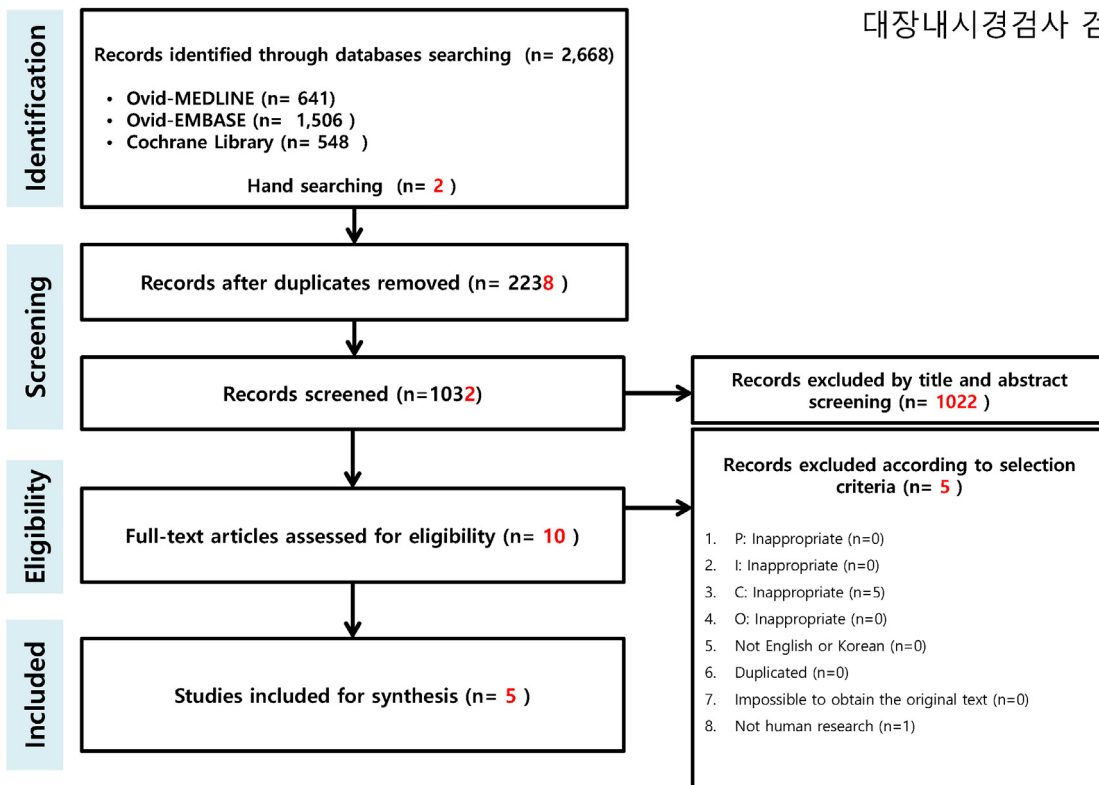 대장내시경검사 검
Identification
Records identified through databases searching (n= 2,668)
• Ovid-MEDLINE (n= 641)
• Ovid-EMBASE (n= 1,506 )
• Cochrane Library (n= 548 )
Hand searching (n= 2 )
Screening
Records after duplicates removed (n= 2238 )
Records screened (n=1032)
Records excluded by title and abstract
screening (n= 1022 )
Eligibility
Full-text articles assessed for eligibility (n= 10 )
Records excluded according to selection
criteria (n= 5 )
1. P: Inappropriate (n=0)
2. I: Inappropriate (n=0)
3. C: Inappropriate (n=5)
4. O: Inappropriate (n=0)
5. Not English or Korean (n=0)
6. Duplicated (n=0)
7. Impossible to obtain the original text (n=0)
8. Not human research (n=1)
Included
Studies included for synthesis (n= 5 )